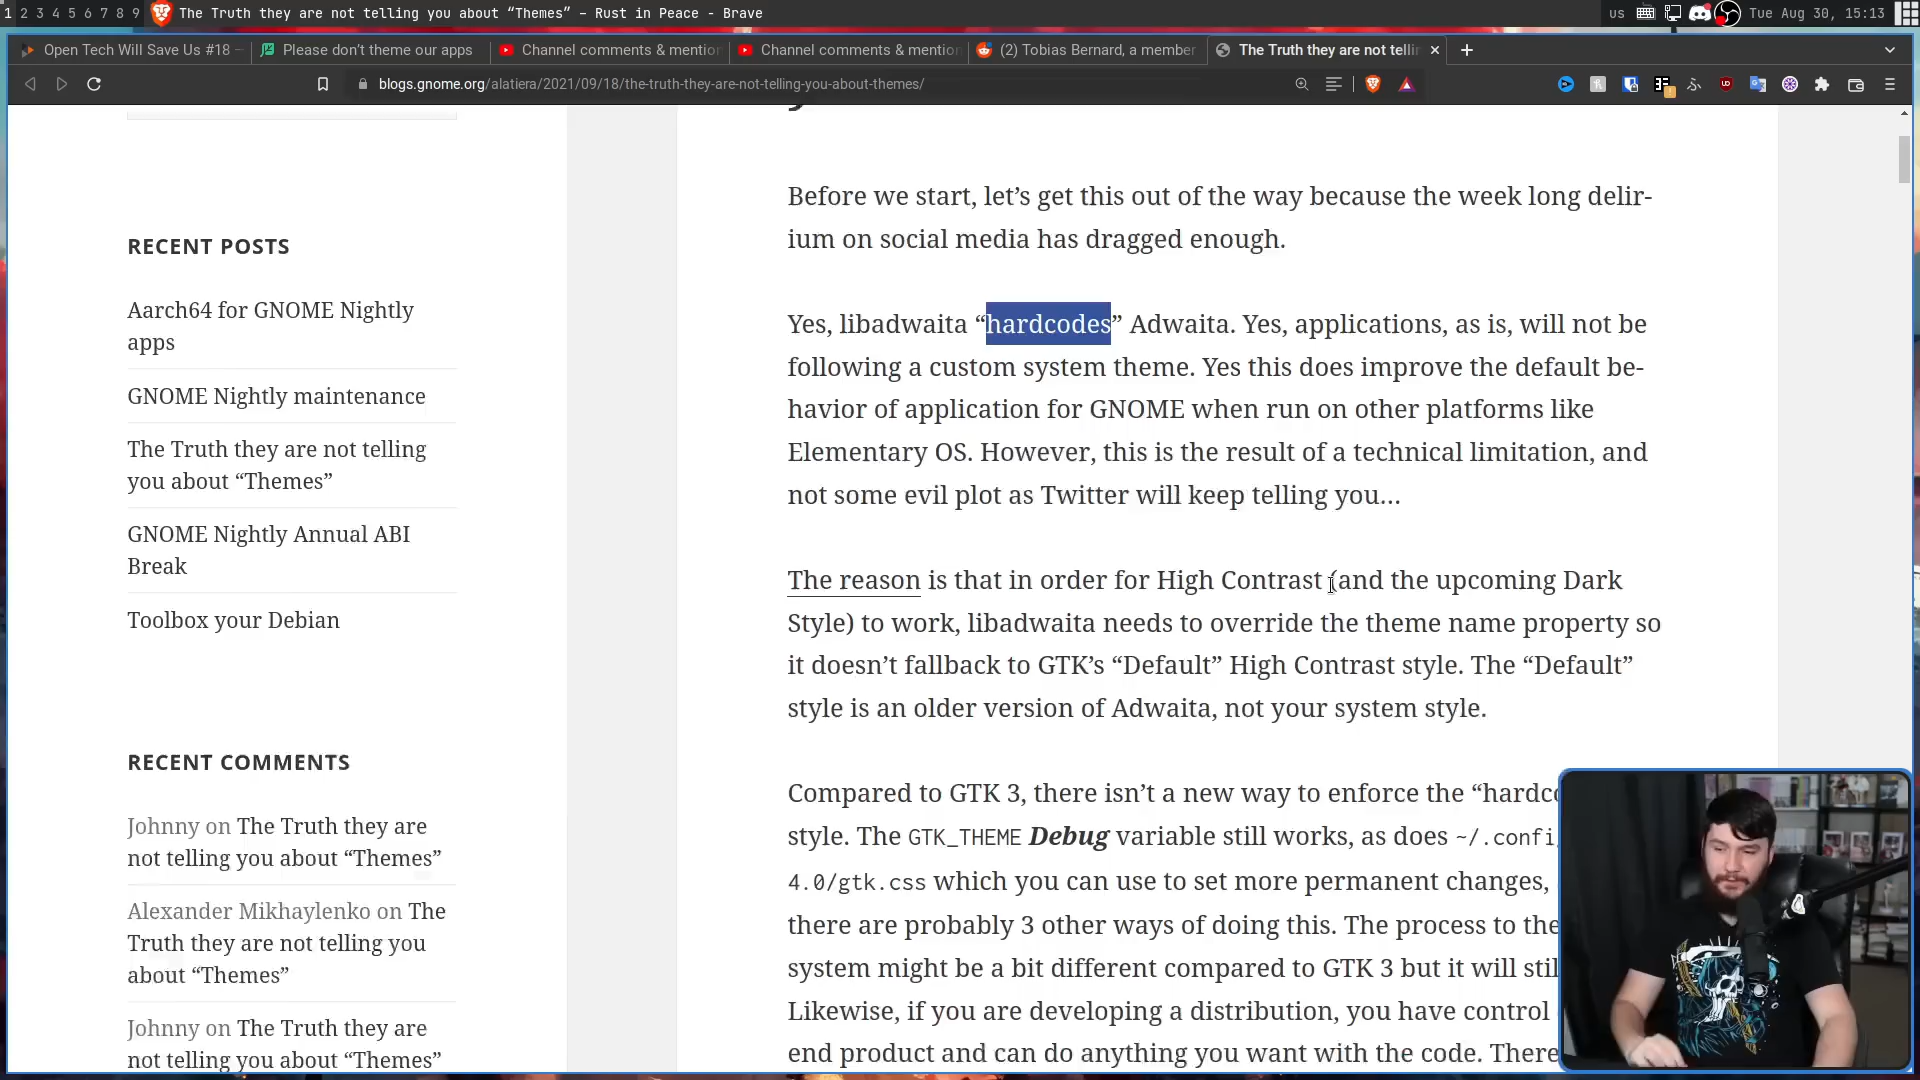 1 2 3 4 5 6 7 8 9 The Truth they are not telling you about “Themes” – Rust in Peace - Brave
us Tue Aug 30, 15:13
Open Tech Will Save Us #18 –
Please don’t theme our apps
Channel comments & mention
Channel comments & mention
(2) Tobias Bernard, a member
The Truth they are not tellin
blogs.gnome.org/alatiera/2021/09/18/the-truth-they-are-not-telling-you-about-themes/
RECENT POSTS
Aarch64 for GNOME Nightly
apps
GNOME Nightly maintenance
The Truth they are not telling
you about “Themes”
GNOME Nightly Annual ABI
Break
Toolbox your Debian
RECENT COMMENTS
Johnny on The Truth they are
not telling you about “Themes”
Alexander Mikhaylenko on The
Truth they are not telling you
about “Themes”
Johnny on The Truth they are
not telling you about “Themes”
Before we start, let’s get this out of the way because the week long delir-
ium on social media has dragged enough.
Yes, libadwaita “hardcodes” Adwaita. Yes, applications, as is, will not be
following a custom system theme. Yes this does improve the default be-
havior of application for GNOME when run on other platforms like
Elementary OS. However, this is the result of a technical limitation, and
not some evil plot as Twitter will keep telling you…
The reason is that in order for High Contrast (and the upcoming Dark
Style) to work, libadwaita needs to override the theme name property so
it doesn’t fallback to GTK’s “Default” High Contrast style. The “Default”
style is an older version of Adwaita, not your system style.
Compared to GTK 3, there isn’t a new way to enforce the “hardco
style. The GTK_THEME Debug variable still works, as does ~/.confi
4.0/gtk.css which you can use to set more permanent changes,
there are probably 3 other ways of doing this. The process to the
system might be a bit different compared to GTK 3 but it will stil
Likewise, if you are developing a distribution, you have control
end product and can do anything you want with the code. There